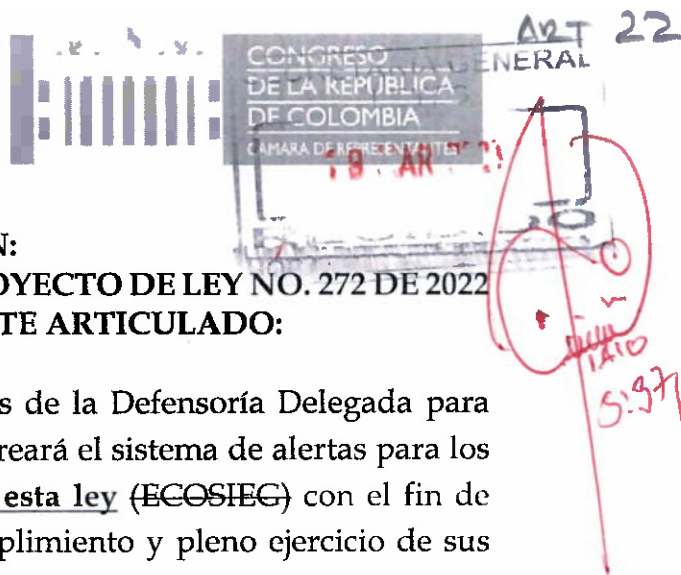 ART 22
CONGRESO
DE LA REPÚBLICA
DE COLOMBIA
CÁMARA DE REPRESENTANTES
GENERAL
N:
OYECTO DE LEY NO. 272 DE 2022
TE ARTICULADO:
s de la Defensoría Delegada para
reará el sistema de alertas para los
esta ley (ECOSIEG) con el fin de
plimiento y pleno ejercicio de sus